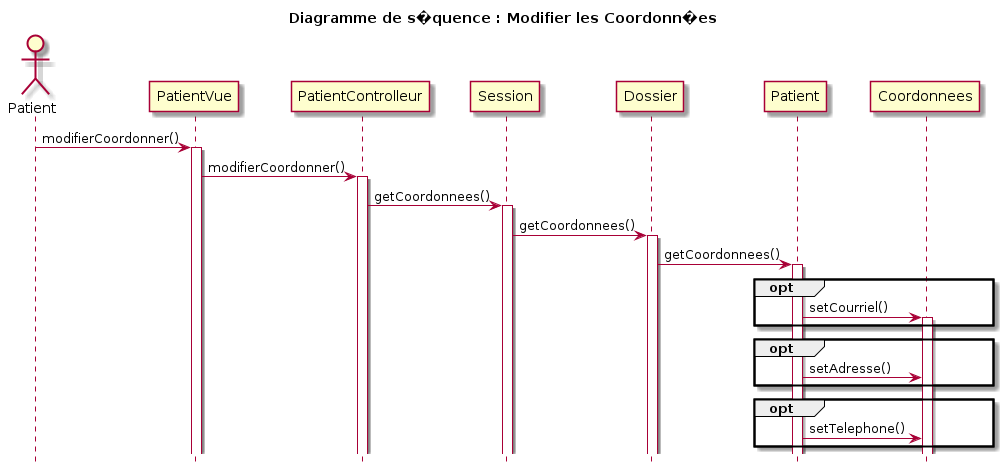 Diagramme de s�quence : Modifier les Coordonn�es
Patient
PatientVue
PatientControlleur
Session
Dossier
Patient
Coordonnees
modifierCoordonner()
modifierCoordonner()
getCoordonnees()
getCoordonnees()
getCoordonnees()
opt
setCourriel()
opt
setAdresse()
opt
setTelephone()